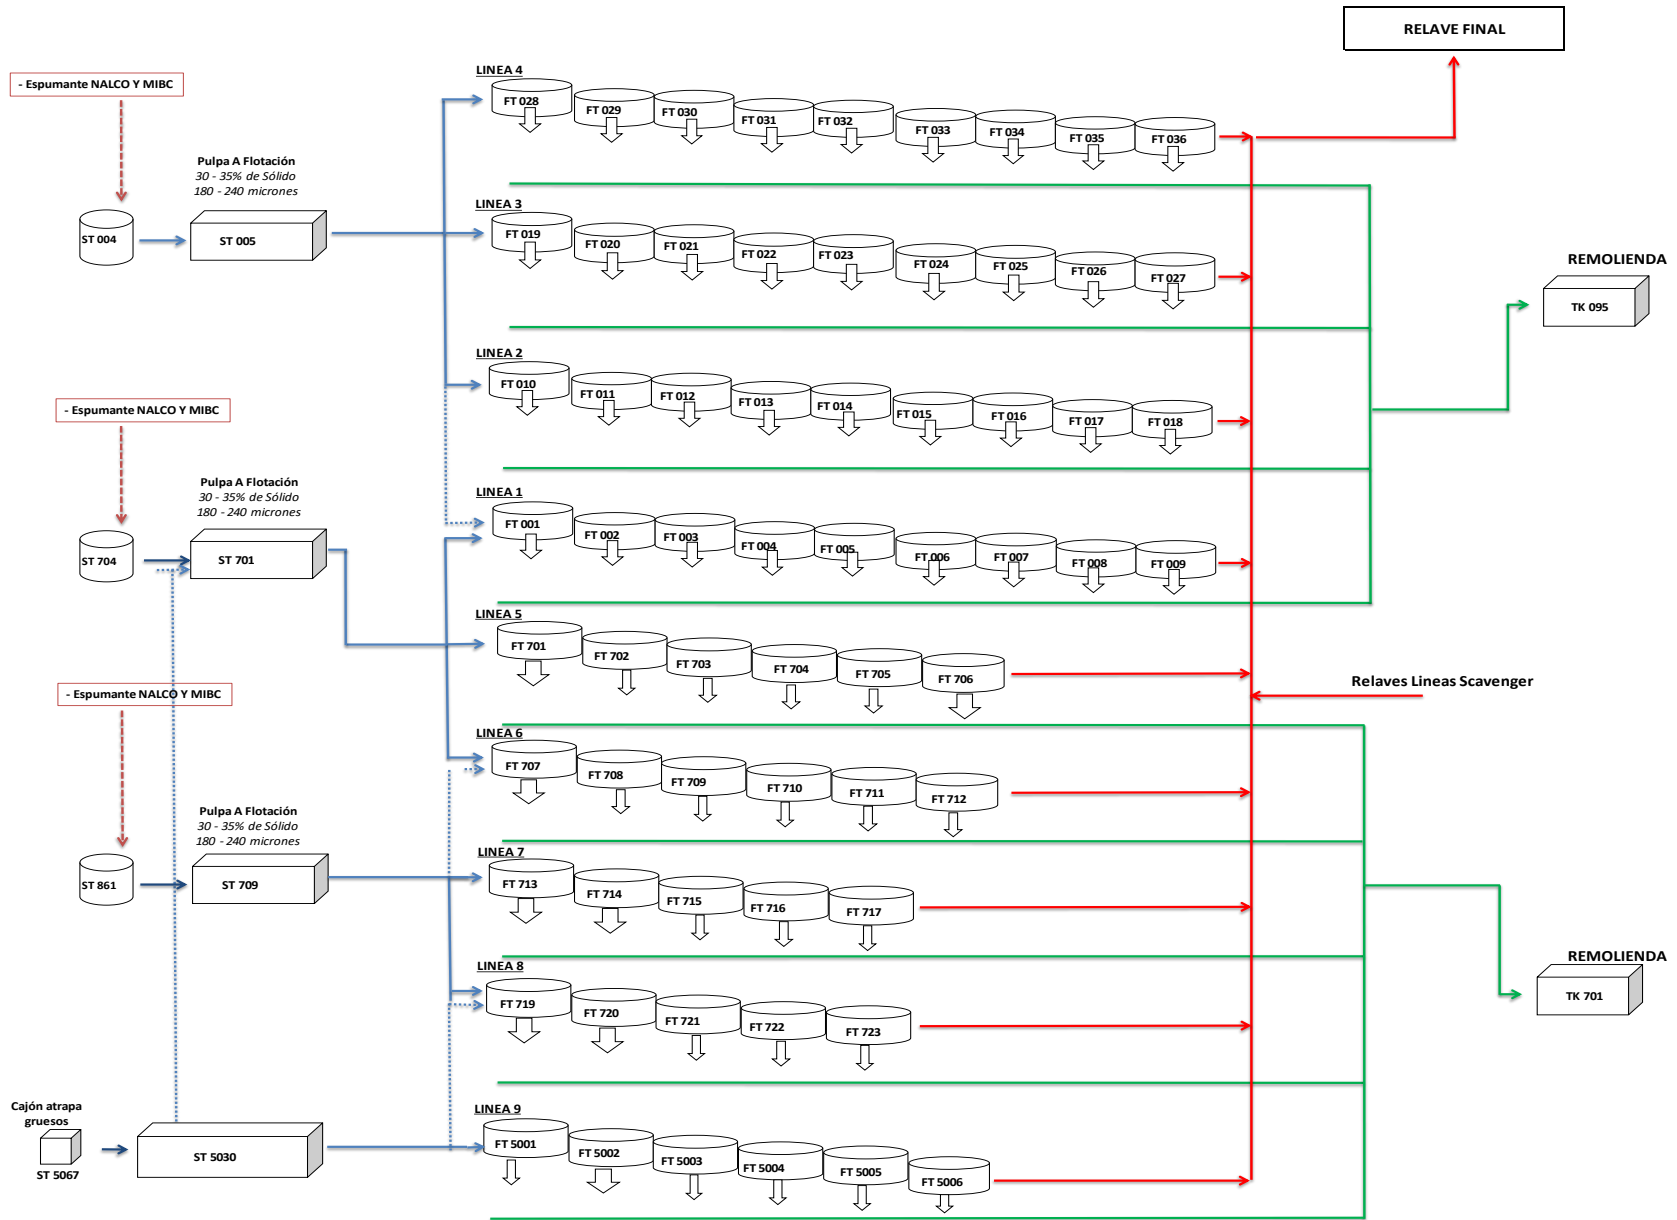 RELAVE FINAL
LINEA 4
- Espumante NALCO Y MIBC
FT 028
FT 029
FT 030
FT 031
FT 032
FT 033
FT 034
FT 035
FT 036
Pulpa A Flotación
30 - 35% de Sólido
180 - 240 micrones
ST 004
ST 005
LINEA 3
FT 019
FT 020
FT 021
FT 022
FT 023
FT 024
FT 025
FT 026
FT 027
REMOLIENDA
TK 095
LINEA 2
FT 010
FT 011
FT 012
FT 013
FT 014
FT 015
FT 016
FT 017
FT 018
- Espumante NALCO Y MIBC
Pulpa A Flotación
30 - 35% de Sólido
180 - 240 micrones
ST 704
ST 701
LINEA 1
FT 001
FT 002
FT 003
FT 004
FT 005
FT 006
FT 007
FT 008
FT 009
LINEA 5
FT 701
FT 702
FT 703
FT 704
FT 705
FT 706
Relaves Lineas Scavenger
- Espumante NALCO Y MIBC
LINEA 6
FT 707
FT 708
FT 709
FT 710
FT 711
FT 712
Pulpa A Flotación
30 - 35% de Sólido
180 - 240 micrones
ST 861
ST 709
LINEA 7
FT 713
FT 714
FT 715
FT 716
FT 717
LINEA 8
FT 719
FT 720
FT 721
FT 722
FT 723
REMOLIENDA
TK 701
Cajón atrapa
gruesos
ST 5067
ST 5030
LINEA 9
FT 5001
FT 5002
FT 5003
FT 5004
FT 5005
FT 5006